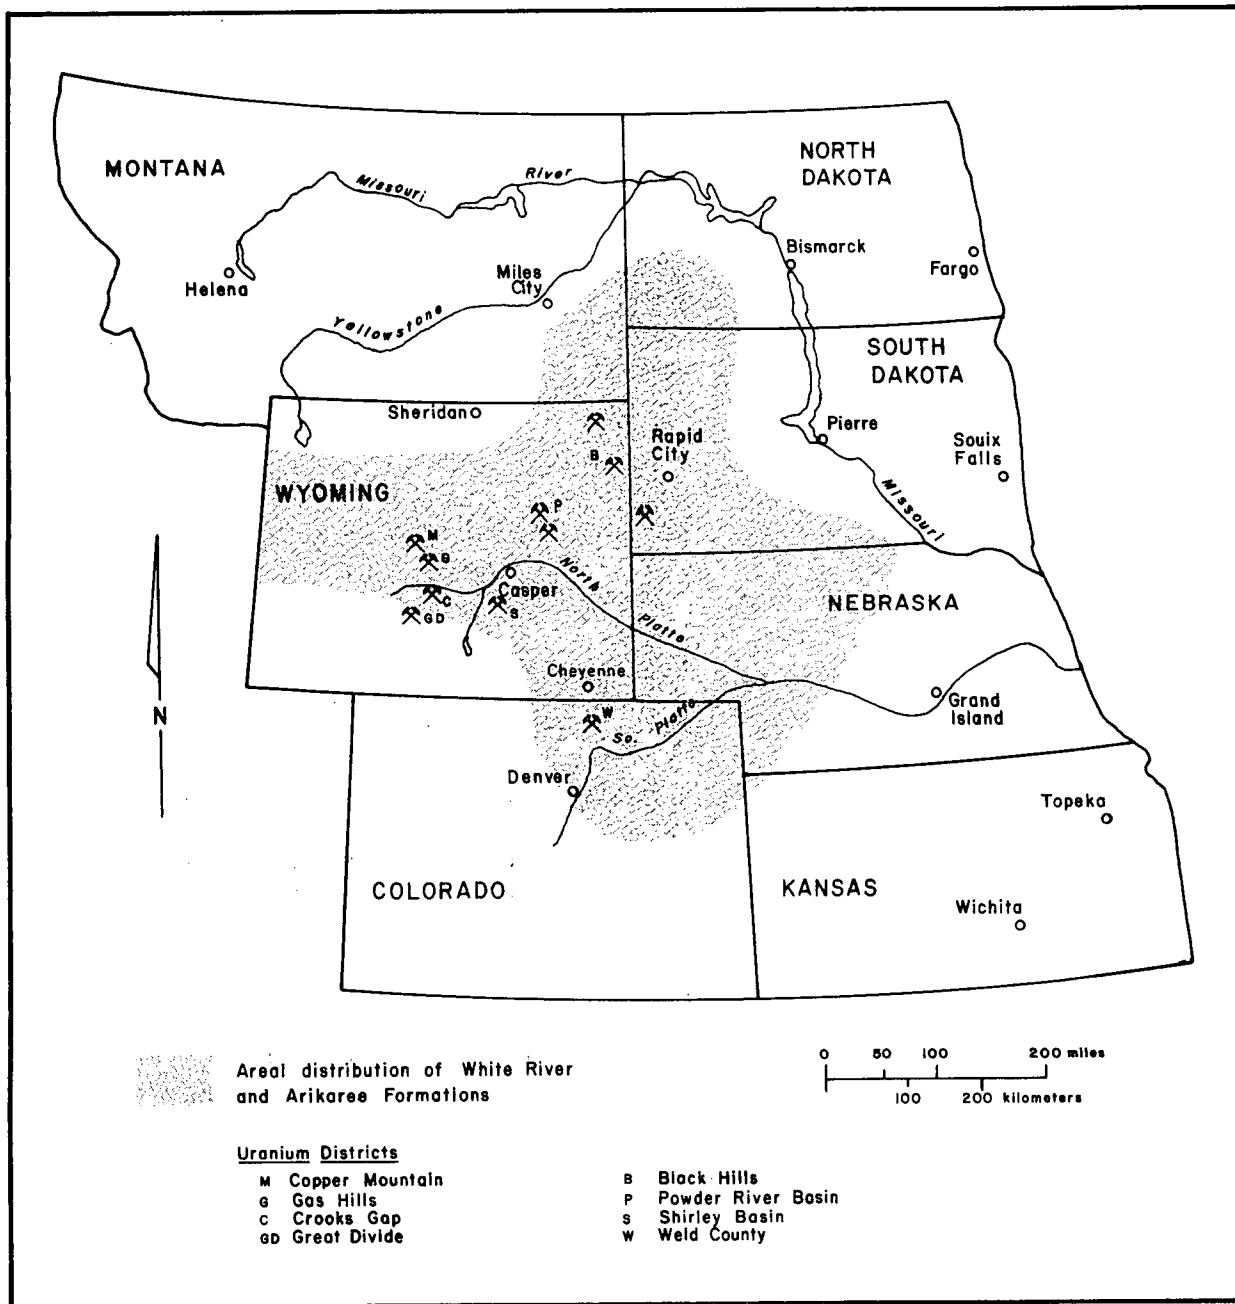 MONTANA
NORTH
DAKOTA
Missouri
River
Bismarck
Fargo
Helena
Miles
City
Yellowstone
SOUTH
DAKOTA
Sheridan
Pierre
Rapid
City
Souix
Falls
B
WYOMING
Missouri
P
M
G
North
Casper
C
S
GD
NEBRASKA
Platte
Cheyenne
Grand
Island
W
So. Platte
Denver
N
Topeka
COLORADO
KANSAS
Wichita
Areal distribution of White River
and Arikaree Formations
0 50 100 200 miles
100 200 kilometers
Uranium Districts
M Copper Mountain
G Gas Hills
C Crooks Gap
GD Great Divide
B Black Hills
P Powder River Basin
S Shirley Basin
W Weld County